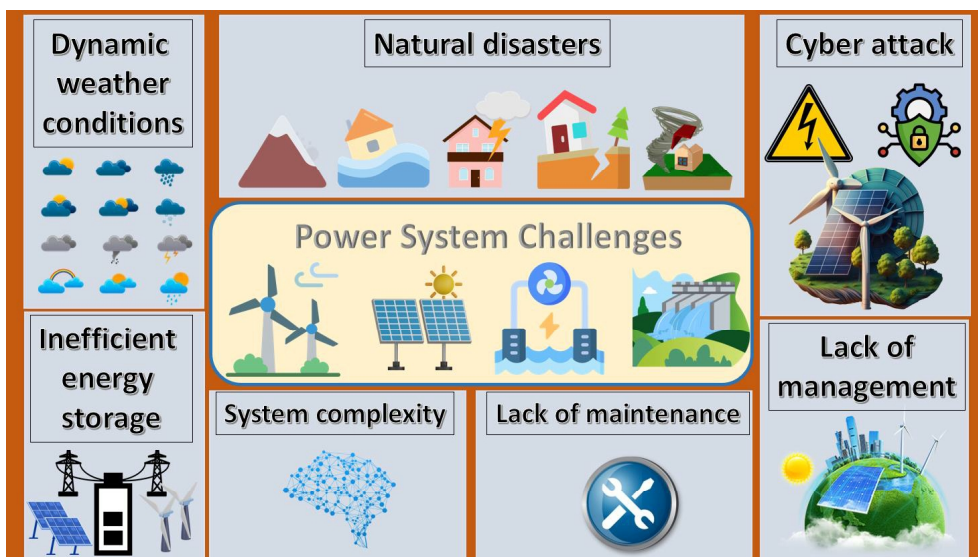 Dynamic
weather
conditions
Natural disasters
Cyber attack
Power System Challenges
Inefficient
energy
storage
System complexity
Lack of maintenance
Lack of
management